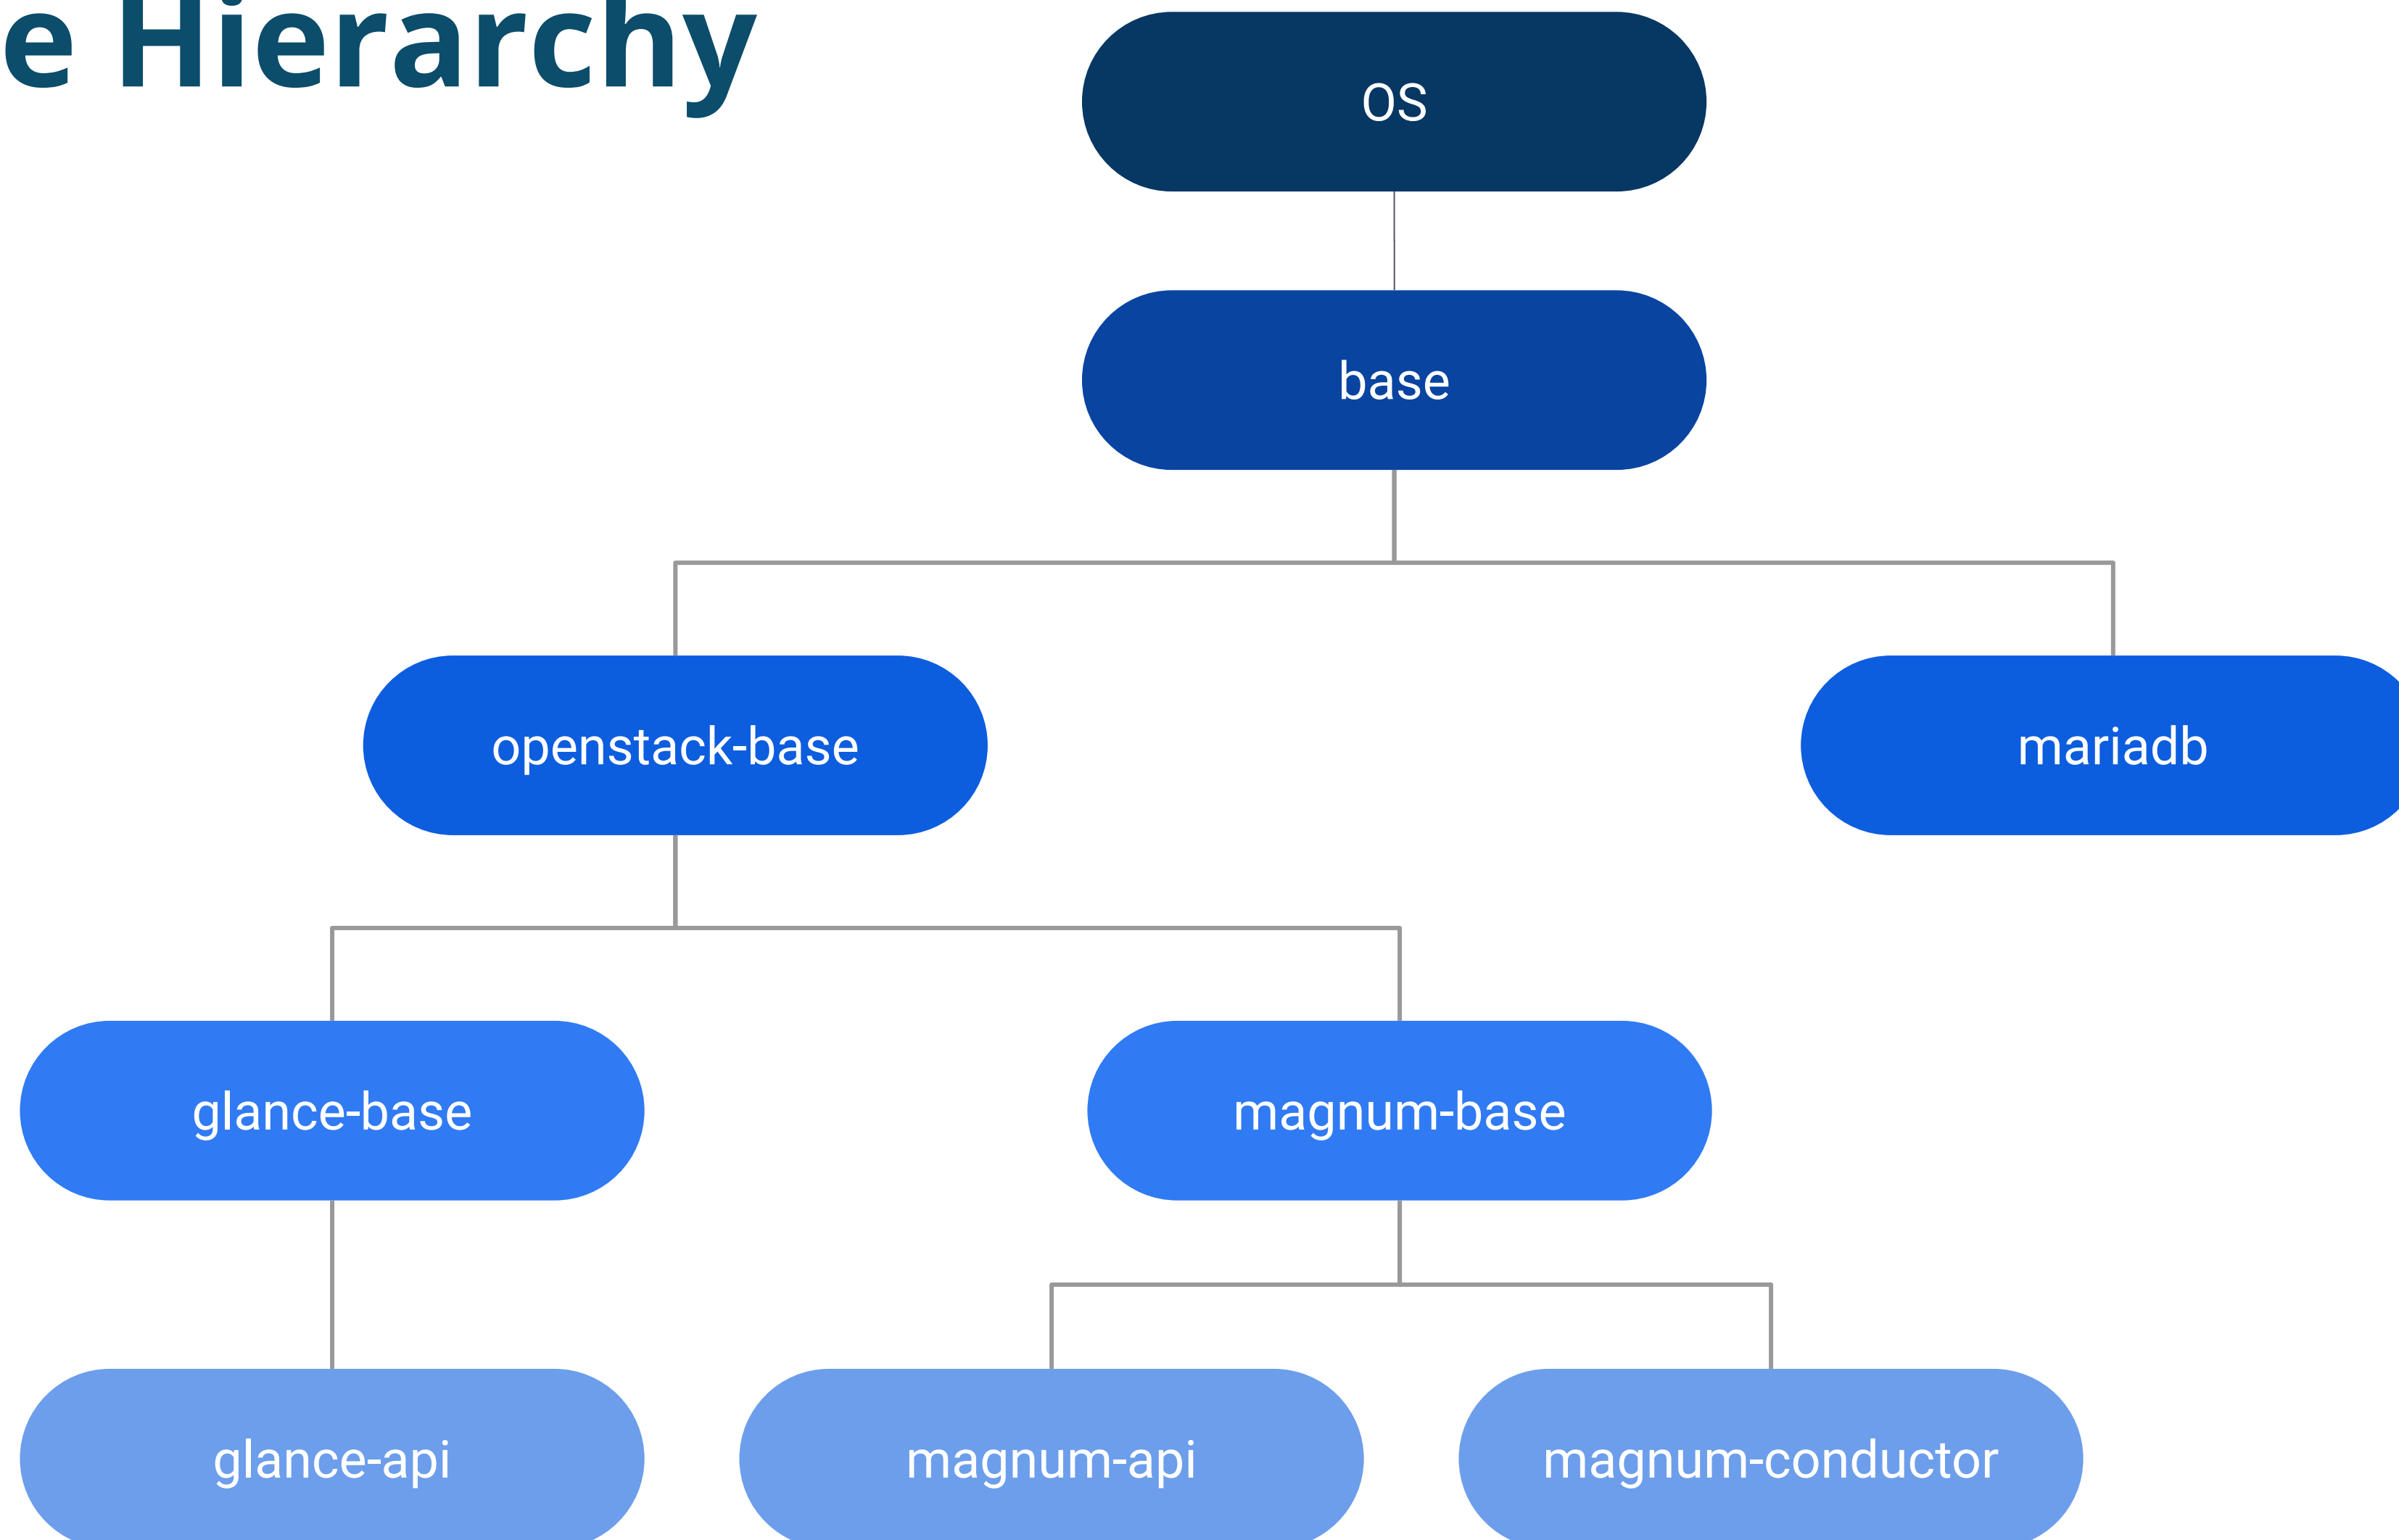 e Hierarchy
OS
base
openstack-base
mariadb
glance-base
magnum-base
glance-api
magnum-api
magnum-conductor